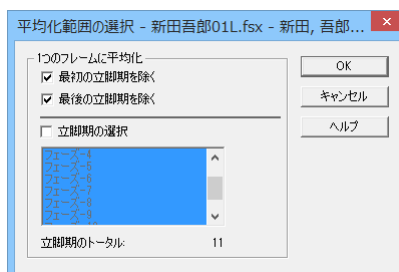 平均化範囲の選択 - 新田吾郎01L.fsx - 新田, 吾郎...
1つのフレームに平均化
最初の立脚期を除く
最後の立脚期を除く
立脚期の選択
フェーズ-4
フェーズ-5
フェーズ-6
フェーズ-7
フェーズ-8
フェーズ-9
立脚期のトータル: 11
OK
キャンセル
ヘルプ